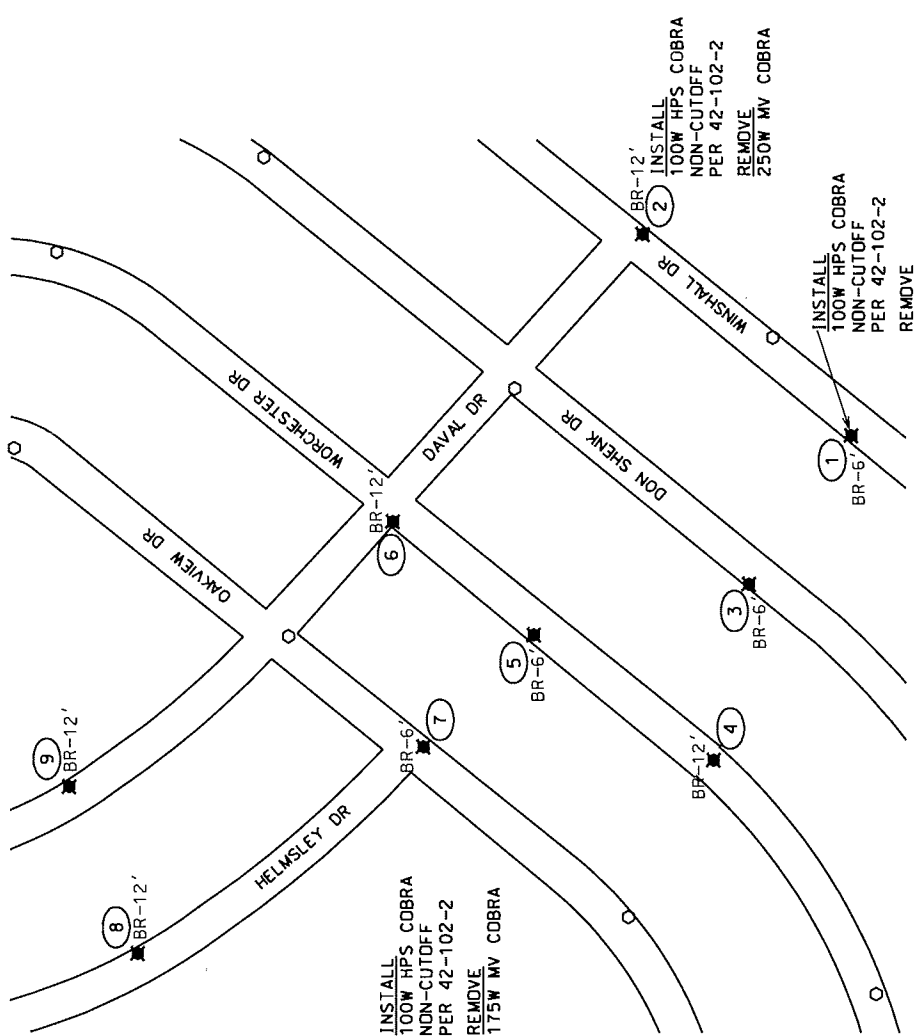 INSTALL
100W HPS COBRA
NON-CUTOFF
PER 42-102-2
REMOVE
175W MV COBRA
8
BR-12'
HELMSLEY DR
9
BR-12'
OAKVIEW DR
7
BR-6'
WORCHESTER DR
6
BR-12'
5
BR-6'
4
BR-12'
DAVAL DR
DON SHENK DR
3
BR-6'
WINSHALL DR
2
BR-12'
INSTALL
100W HPS COBRA
NON-CUTOFF
PER 42-102-2
REMOVE
250W MV COBRA
1
BR-6'
INSTALL
100W HPS COBRA
NON-CUTOFF
PER 42-102-2
REMOVE